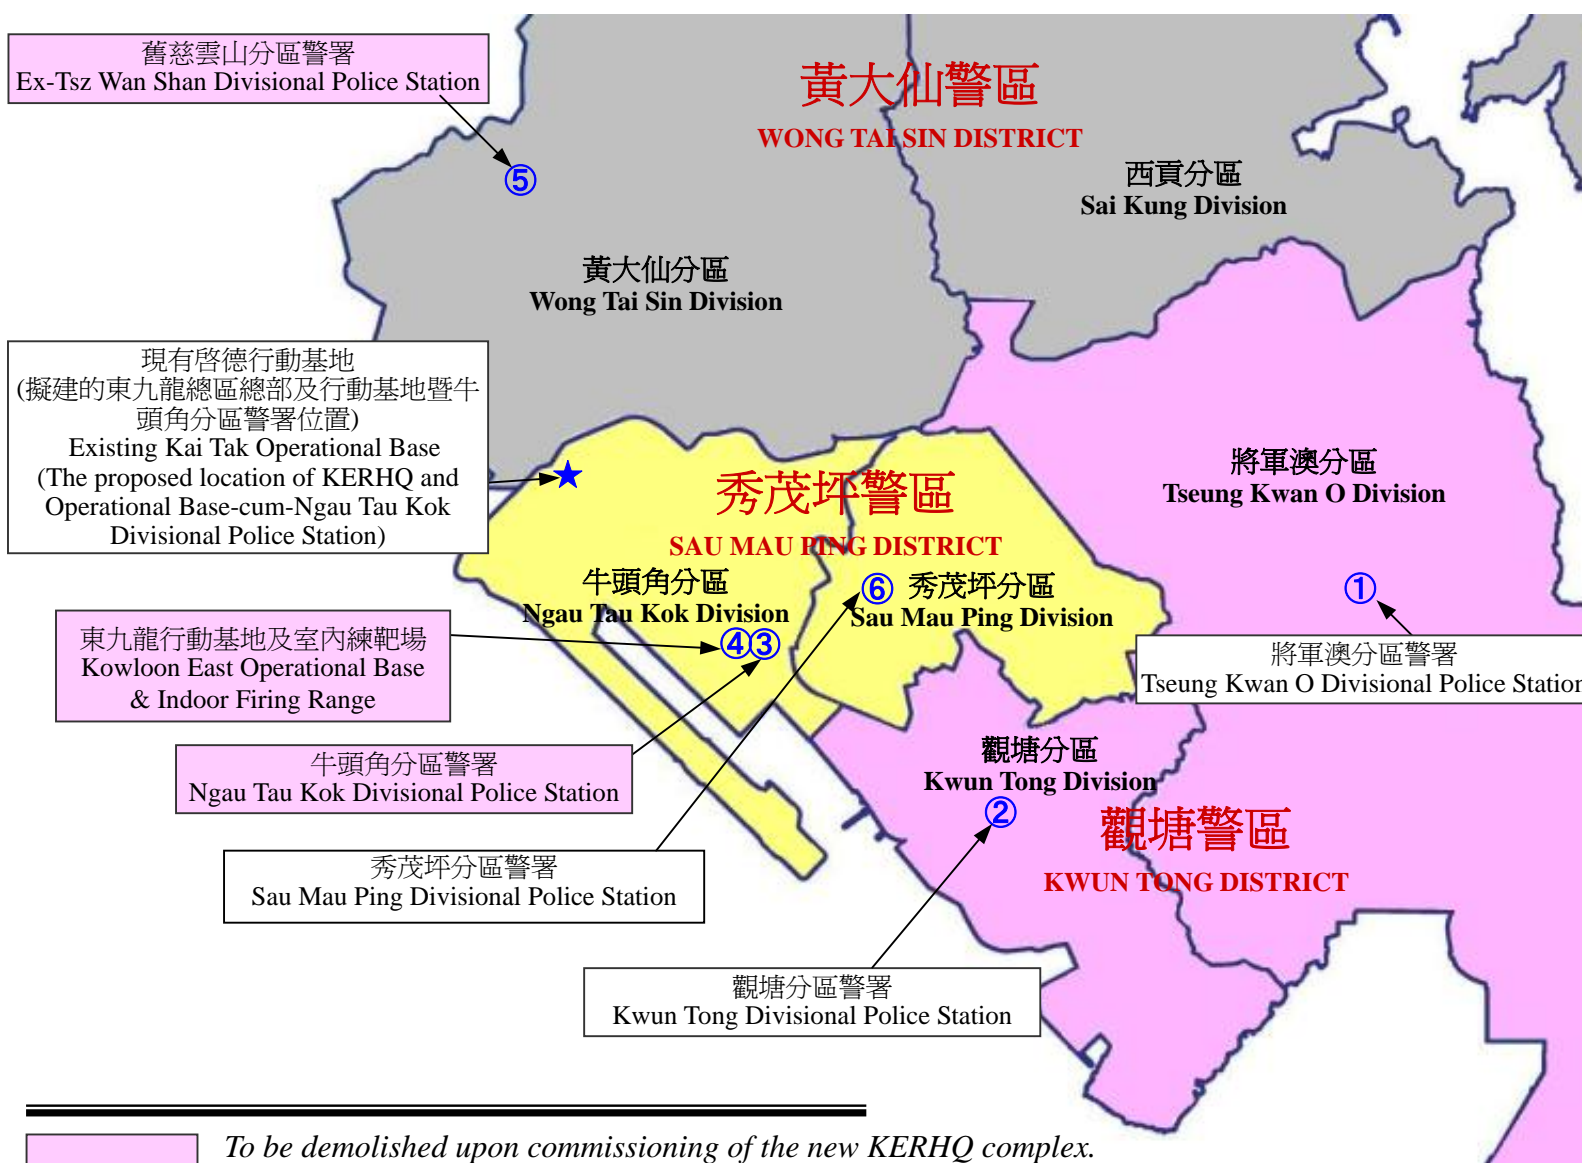 舊慈雲山分區警署
Ex-Tsz Wan Shan Divisional Police Station
黃大仙警區
WONG TAI SIN DISTRICT
⑤
西貢分區
Sai Kung Division
黃大仙分區
Wong Tai Sin Division
現有啓德行動基地
(擬建的東九龍總區總部及行動基地暨牛
頭角分區警署位置)
Existing Kai Tak Operational Base
(The proposed location of KERHQ and
Operational Base-cum-Ngau Tau Kok
Divisional Police Station)
將軍澳分區
Tseung Kwan O Division
秀茂坪警區
SAU MAU PING DISTRICT
牛頭角分區
Ngau Tau Kok Division
⑥
秀茂坪分區
Sau Mau Ping Division
①
④③
東九龍行動基地及室內練靶場
Kowloon East Operational Base
& Indoor Firing Range
將軍澳分區警署
Tseung Kwan O Divisional Police Station
牛頭角分區警署
Ngau Tau Kok Divisional Police Station
觀塘分區
Kwun Tong Division
②
觀塘警區
KWUN TONG DISTRICT
秀茂坪分區警署
Sau Mau Ping Divisional Police Station
觀塘分區警署
Kwun Tong Divisional Police Station
To be demolished upon commissioning of the new KERHQ complex.